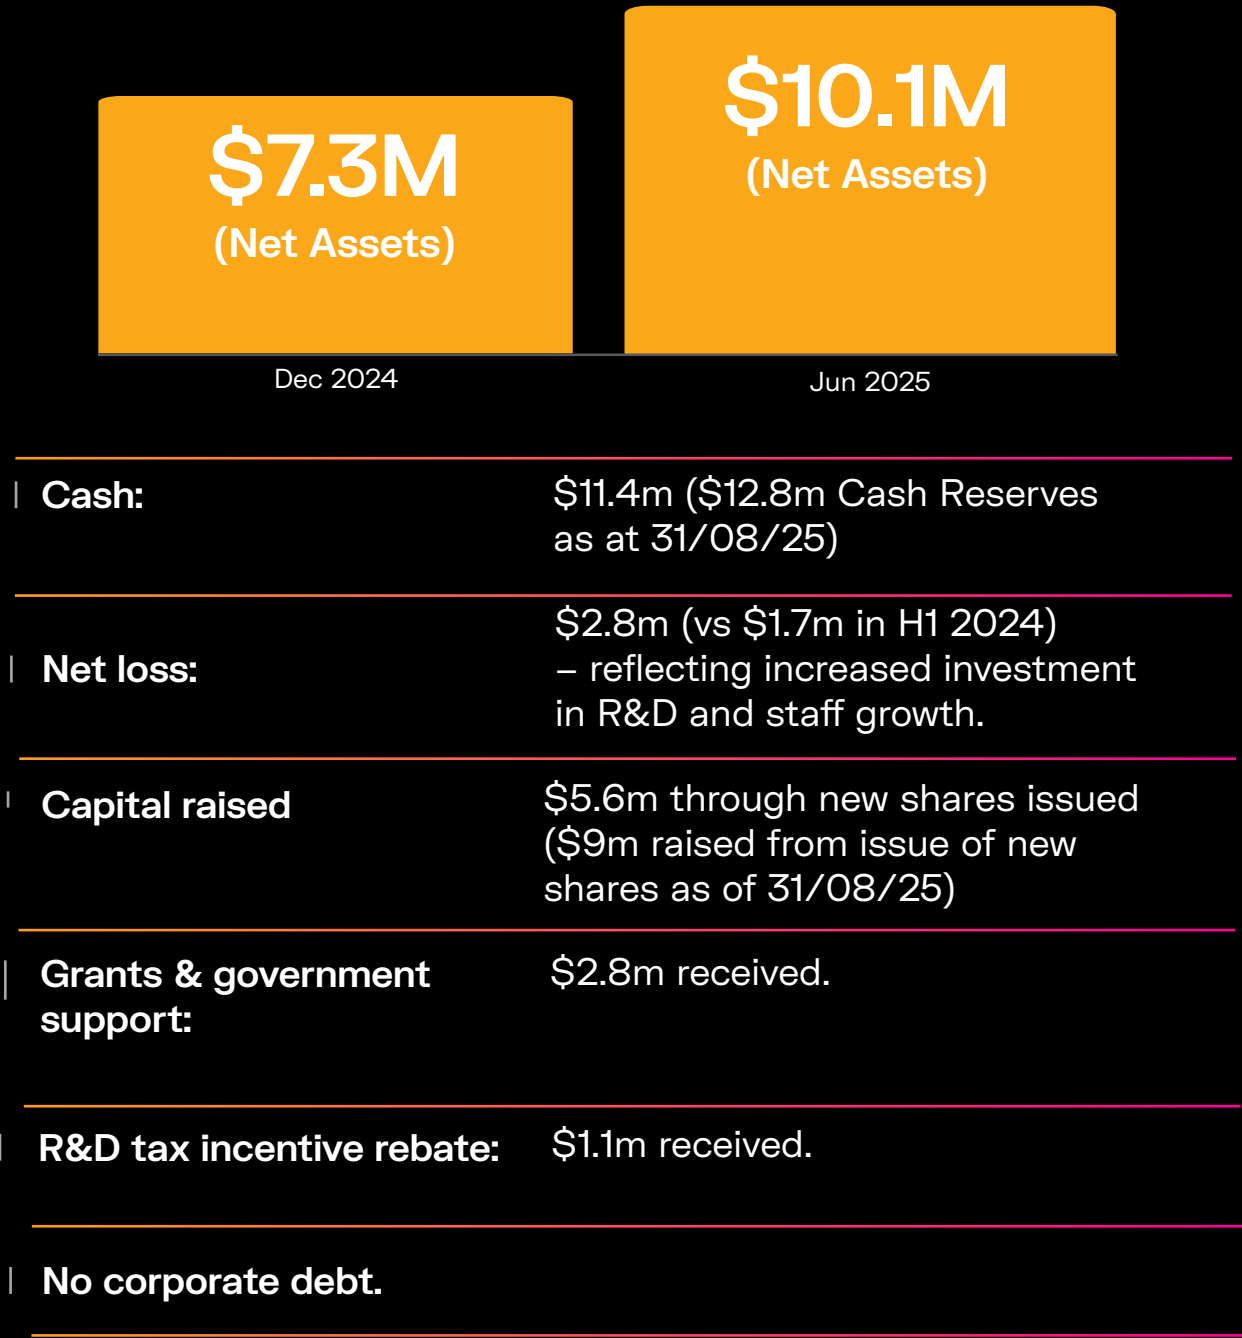 $7.3M
(Net Assets)
$10.1M
(Net Assets)
Dec 2024
Jun 2025
Cash:
$11.4m ($12.8m Cash Reserves
as at 31/08/25)
Net loss:
$2.8m (vs $1.7m in H1 2024)
– reflecting increased investment
in R&D and staff growth.
Capital raised
$5.6m through new shares issued
($9m raised from issue of new
shares as of 31/08/25)
Grants & government
support:
$2.8m received.
R&D tax incentive rebate:
$1.1m received.
No corporate debt.